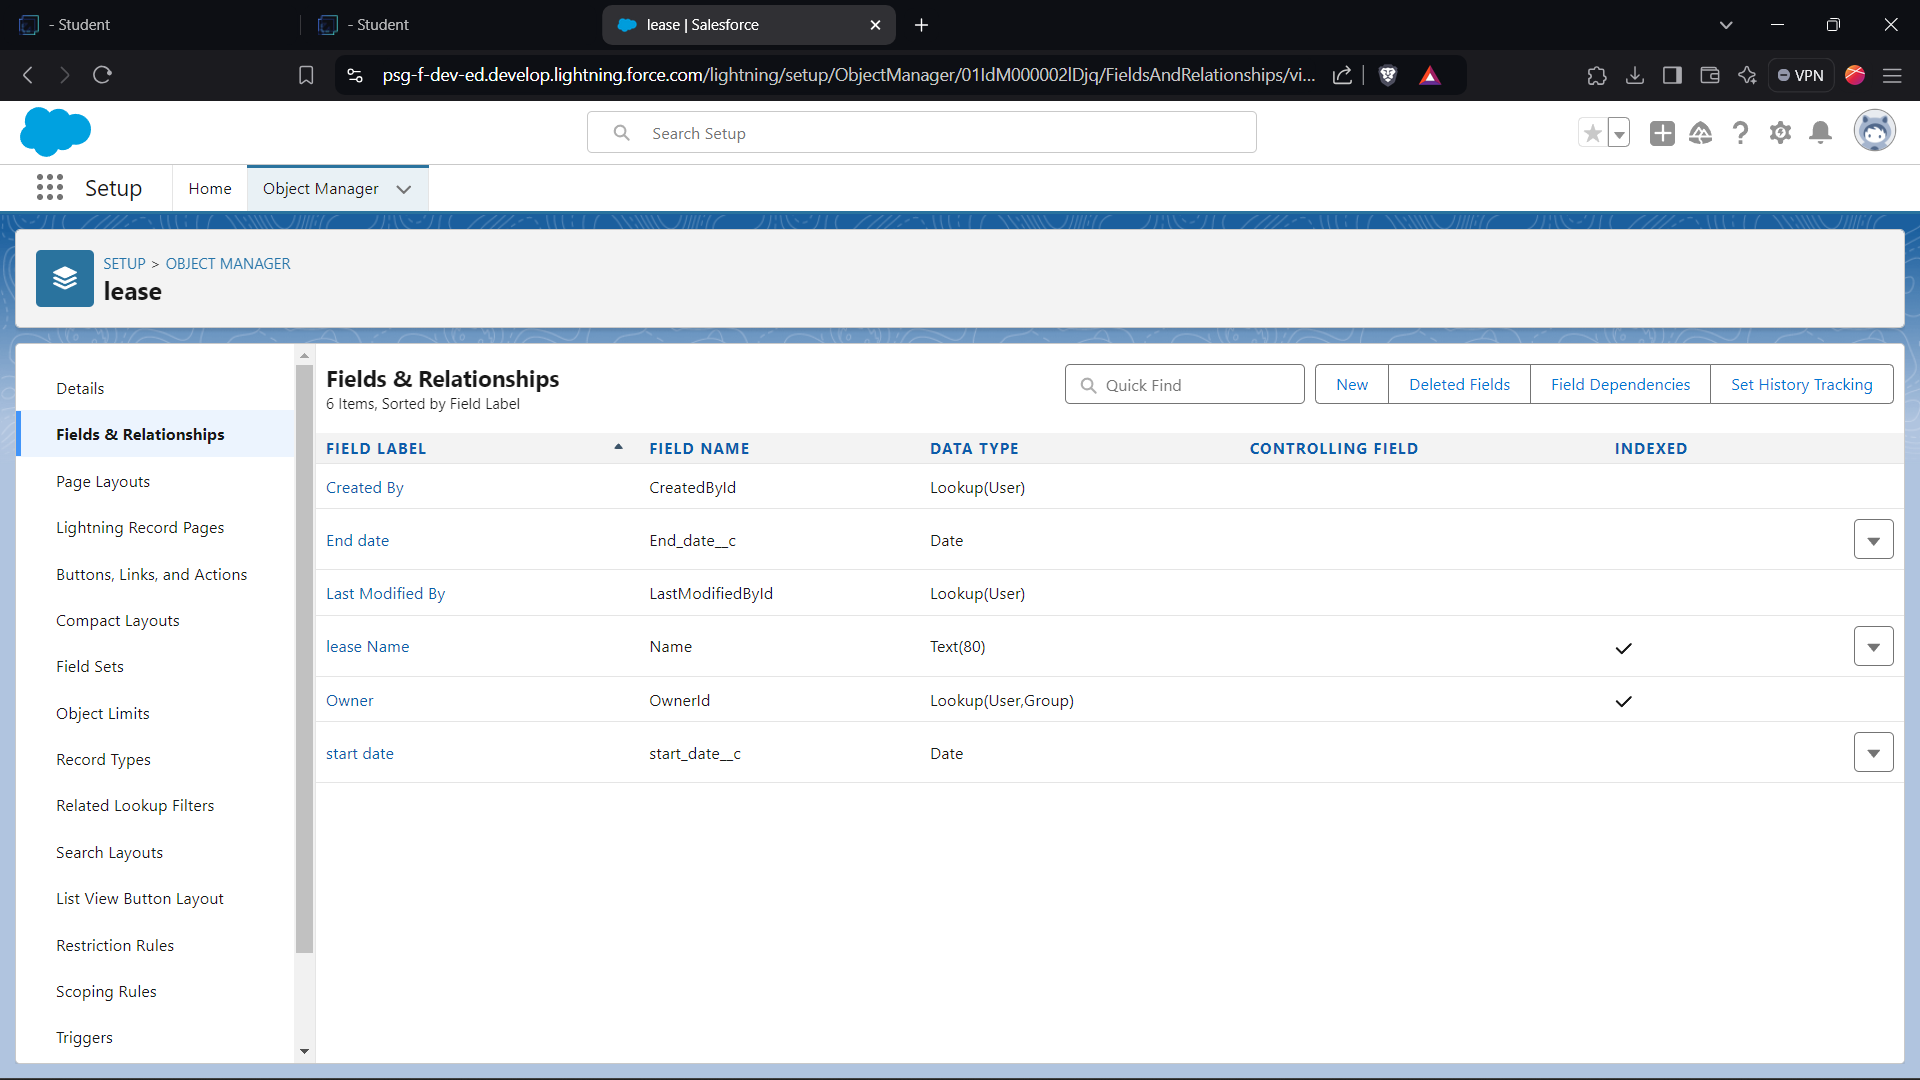 - Student
- Student
lease | Salesforce
psg-f-dev-ed.develop.lightning.force.com/lightning/setup/ObjectManager/01IdM000002lDjq/FieldsAndRelationships/vi...
VPN
Search Setup
Setup
Home
Object Manager
SETUP > OBJECT MANAGER
lease
Details
Fields & Relationships
Page Layouts
Lightning Record Pages
Buttons, Links, and Actions
Compact Layouts
Field Sets
Object Limits
Record Types
Related Lookup Filters
Search Layouts
List View Button Layout
Restriction Rules
Scoping Rules
Triggers
Fields & Relationships
6 Items, Sorted by Field Label
Quick Find
New
Deleted Fields
Field Dependencies
Set History Tracking
FIELD LABEL FIELD NAME DATA TYPE CONTROLLING FIELD INDEXED
Created By CreatedById Lookup(User)
End date End_date__c Date
Last Modified By LastModifiedById Lookup(User)
lease Name Name Text(80)
Owner OwnerId Lookup(User,Group)
start date start_date__c Date